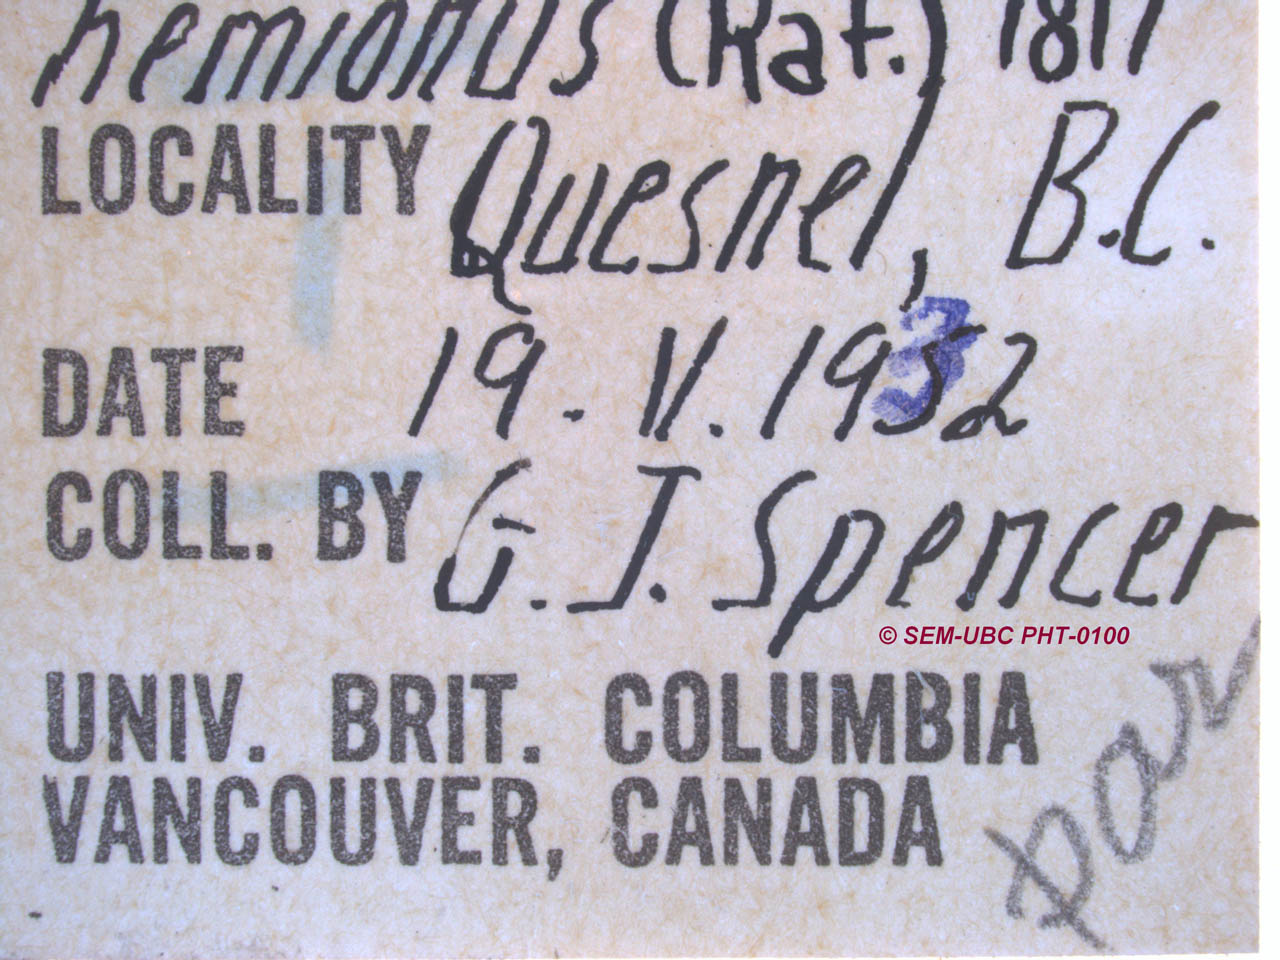 hemionus (Raf.) 1817
LOCALITY Quesnel, B.C.
DATE 19. V. 1932
COLL. BY G. J. Spencer
© SEM-UBC PHT-0100
UNIV. BRIT. COLUMBIA
VANCOUVER, CANADA
par